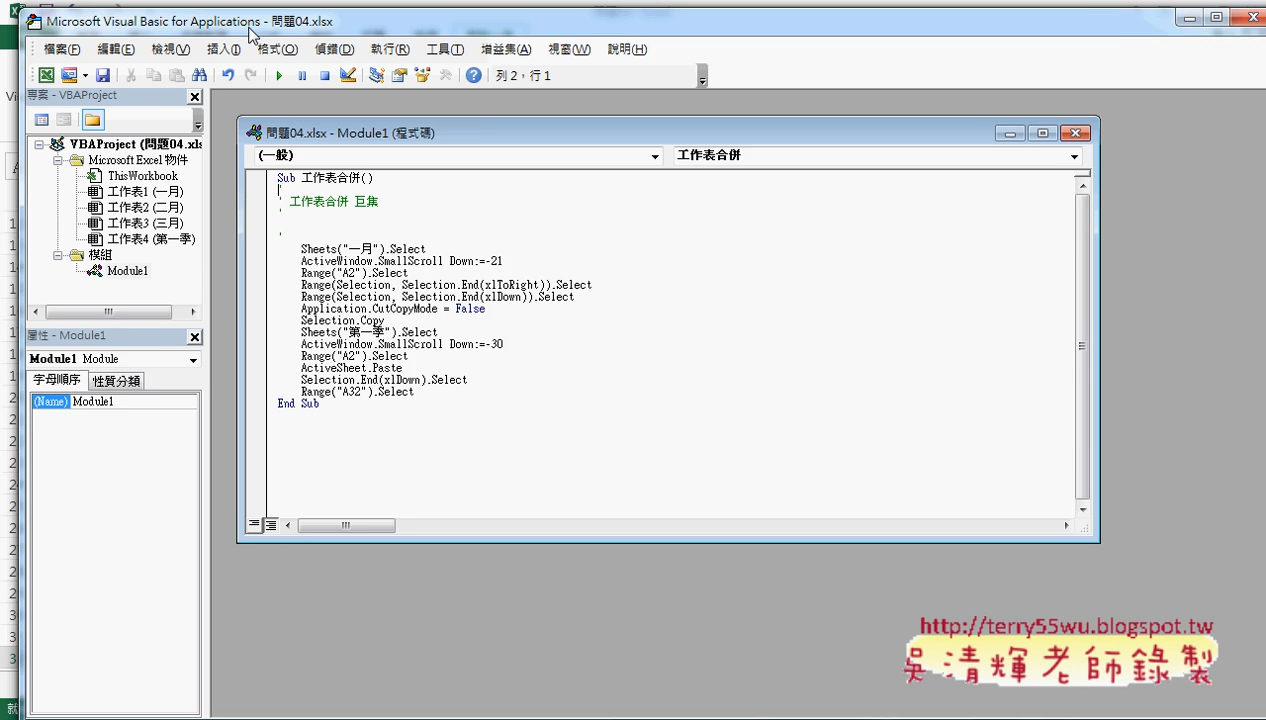 Microsoft Visual Basic for Applications - 問題04.xlsx
檔案(F) 編輯(E) 檢視(V) 插入(I) 格式(O) 偵錯(D) 執行(R) 工具(T) 增益集(A) 視窗(W) 說明(H)
列 2，行 1
專案 - VBAProject
VBAProject (問題04.xls
Microsoft Excel 物件
ThisWorkbook
工作表1 (一月)
工作表2 (二月)
工作表3 (三月)
工作表4 (第一季)
模組
Module1
屬性 - Module1
Module1 Module
字母順序 性質分類
(Name) Module1
問題04.xlsx - Module1 (程式碼)
(一般) 工作表合併
Sub 工作表合併()
'
' 工作表合併 巨集
'
'
Sheets("一月").Select
ActiveWindow.SmallScroll Down:=-21
Range("A2").Select
Range(Selection, Selection.End(xlToRight)).Select
Range(Selection, Selection.End(xlDown)).Select
Application.CutCopyMode = False
Selection.Copy
Sheets("第一季").Select
ActiveWindow.SmallScroll Down:=-30
Range("A2").Select
ActiveSheet.Paste
Selection.End(xlDown).Select
Range("A32").Select
End Sub
http://terry55wu.blogspot.tw
吳清輝老師錄製